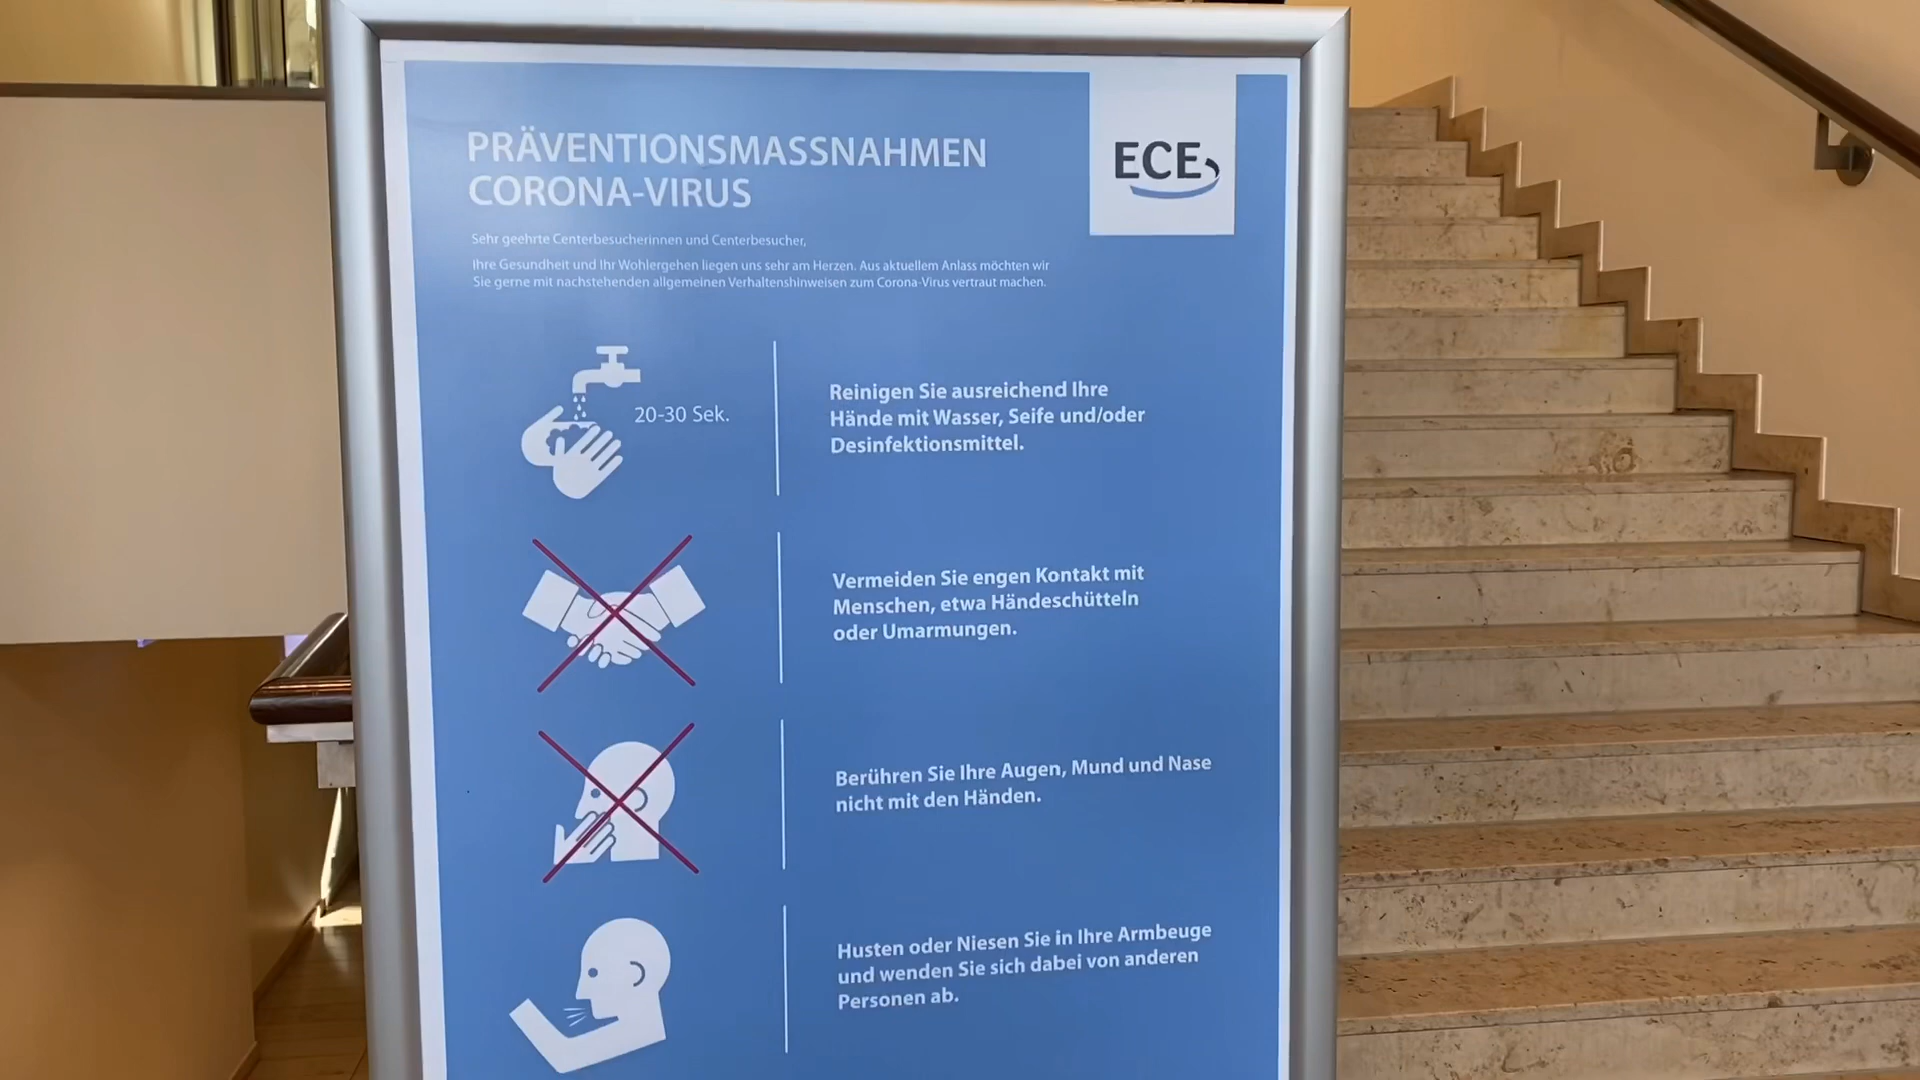 PRÄVENTIONSMASSNAHMEN
CORONA-VIRUS
ECE
Sehr geehrte Centerbesucherinnen und Centerbesucher,
Ihre Gesundheit und Ihr Wohlergehen liegen uns sehr am Herzen. Aus aktuellem Anlass möchten wir
Sie gerne mit nachstehenden allgemeinen Verhaltenshinweisen zum Corona-Virus vertraut machen.
20-30 Sek.
Reinigen Sie ausreichend Ihre
Hände mit Wasser, Seife und/oder
Desinfektionsmittel.
Vermeiden Sie engen Kontakt mit
Menschen, etwa Händeschütteln
oder Umarmungen.
Berühren Sie Ihre Augen, Mund und Nase
nicht mit den Händen.
Husten oder Niesen Sie in Ihre Armbeuge
und wenden Sie sich dabei von anderen
Personen ab.